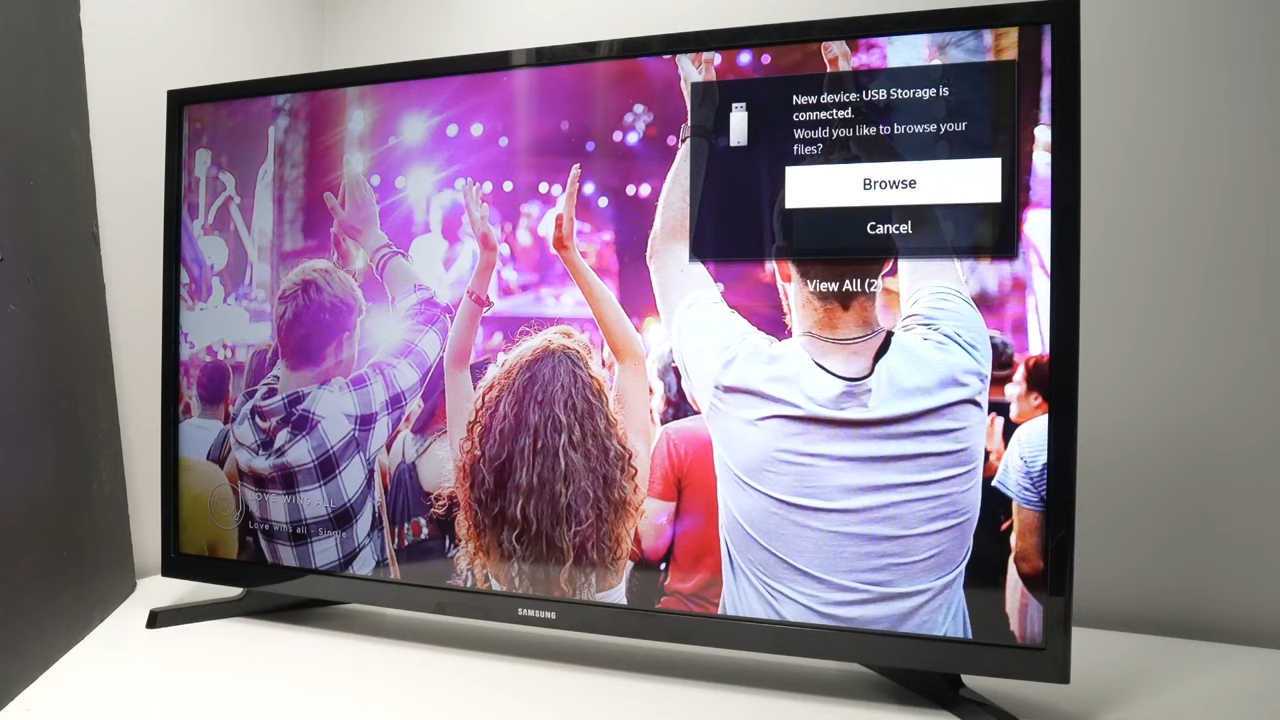 New device: USB Storage is
connected.
Would you like to browse your
files?
Browse
Cancel
View All (2)
LOVE WINS ALL
Love wins all - Single
SAMSUNG